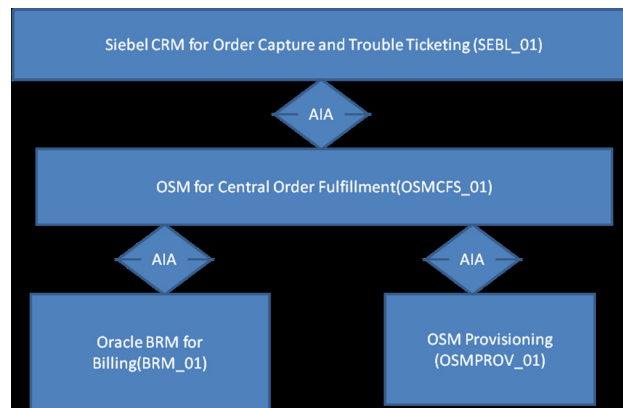 Siebel CRM for Order Capture and Trouble Ticketing (SEBL_01)
AIA
OSM for Central Order Fulfillment(OSMCFS_01)
AIA
AIA
Oracle BRM for
Billing(BRM_01)
OSM Provisioning
(OSMPROV_01)